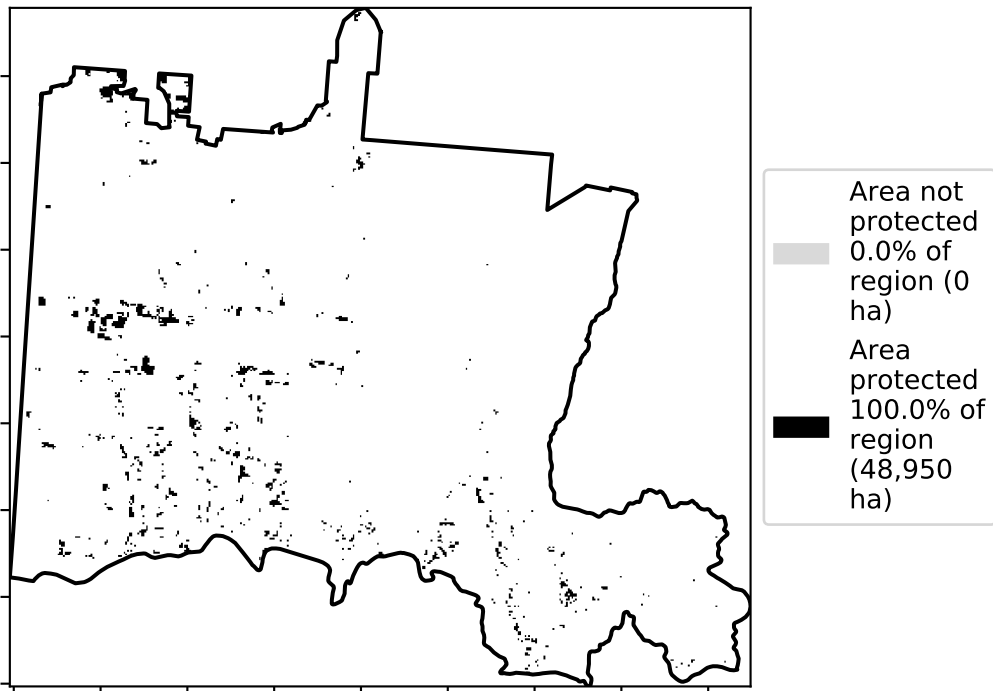 Area not
protected
0.0% of
region (0
ha)
Area
protected
100.0% of
region
(48,950
ha)